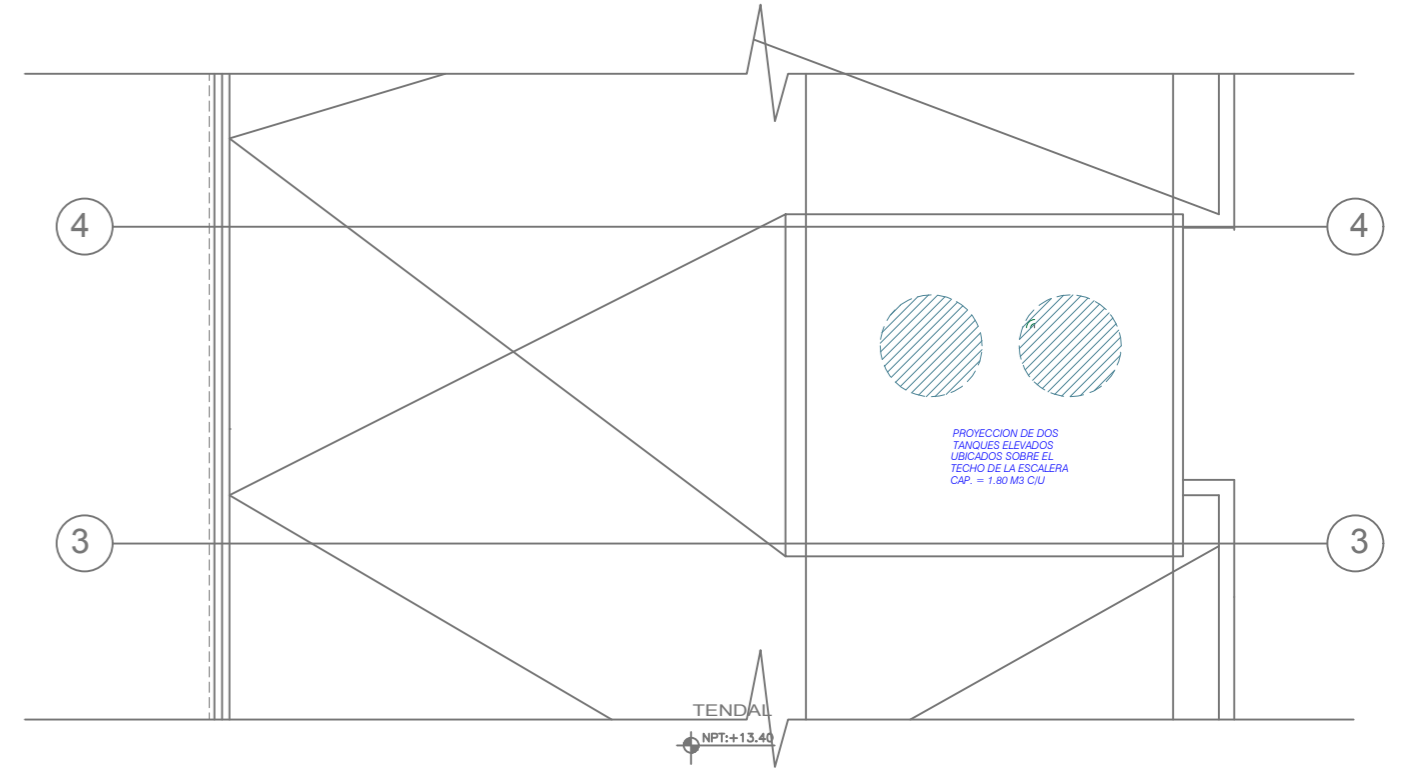 4
4
PROYECCION DE DOS
TANQUES ELEVADOS
UBICADOS SOBRE EL
TECHO DE LA ESCALERA
CAP. = 1.80 M3 C/U
3
3
TENDAL
NPT:+13.40